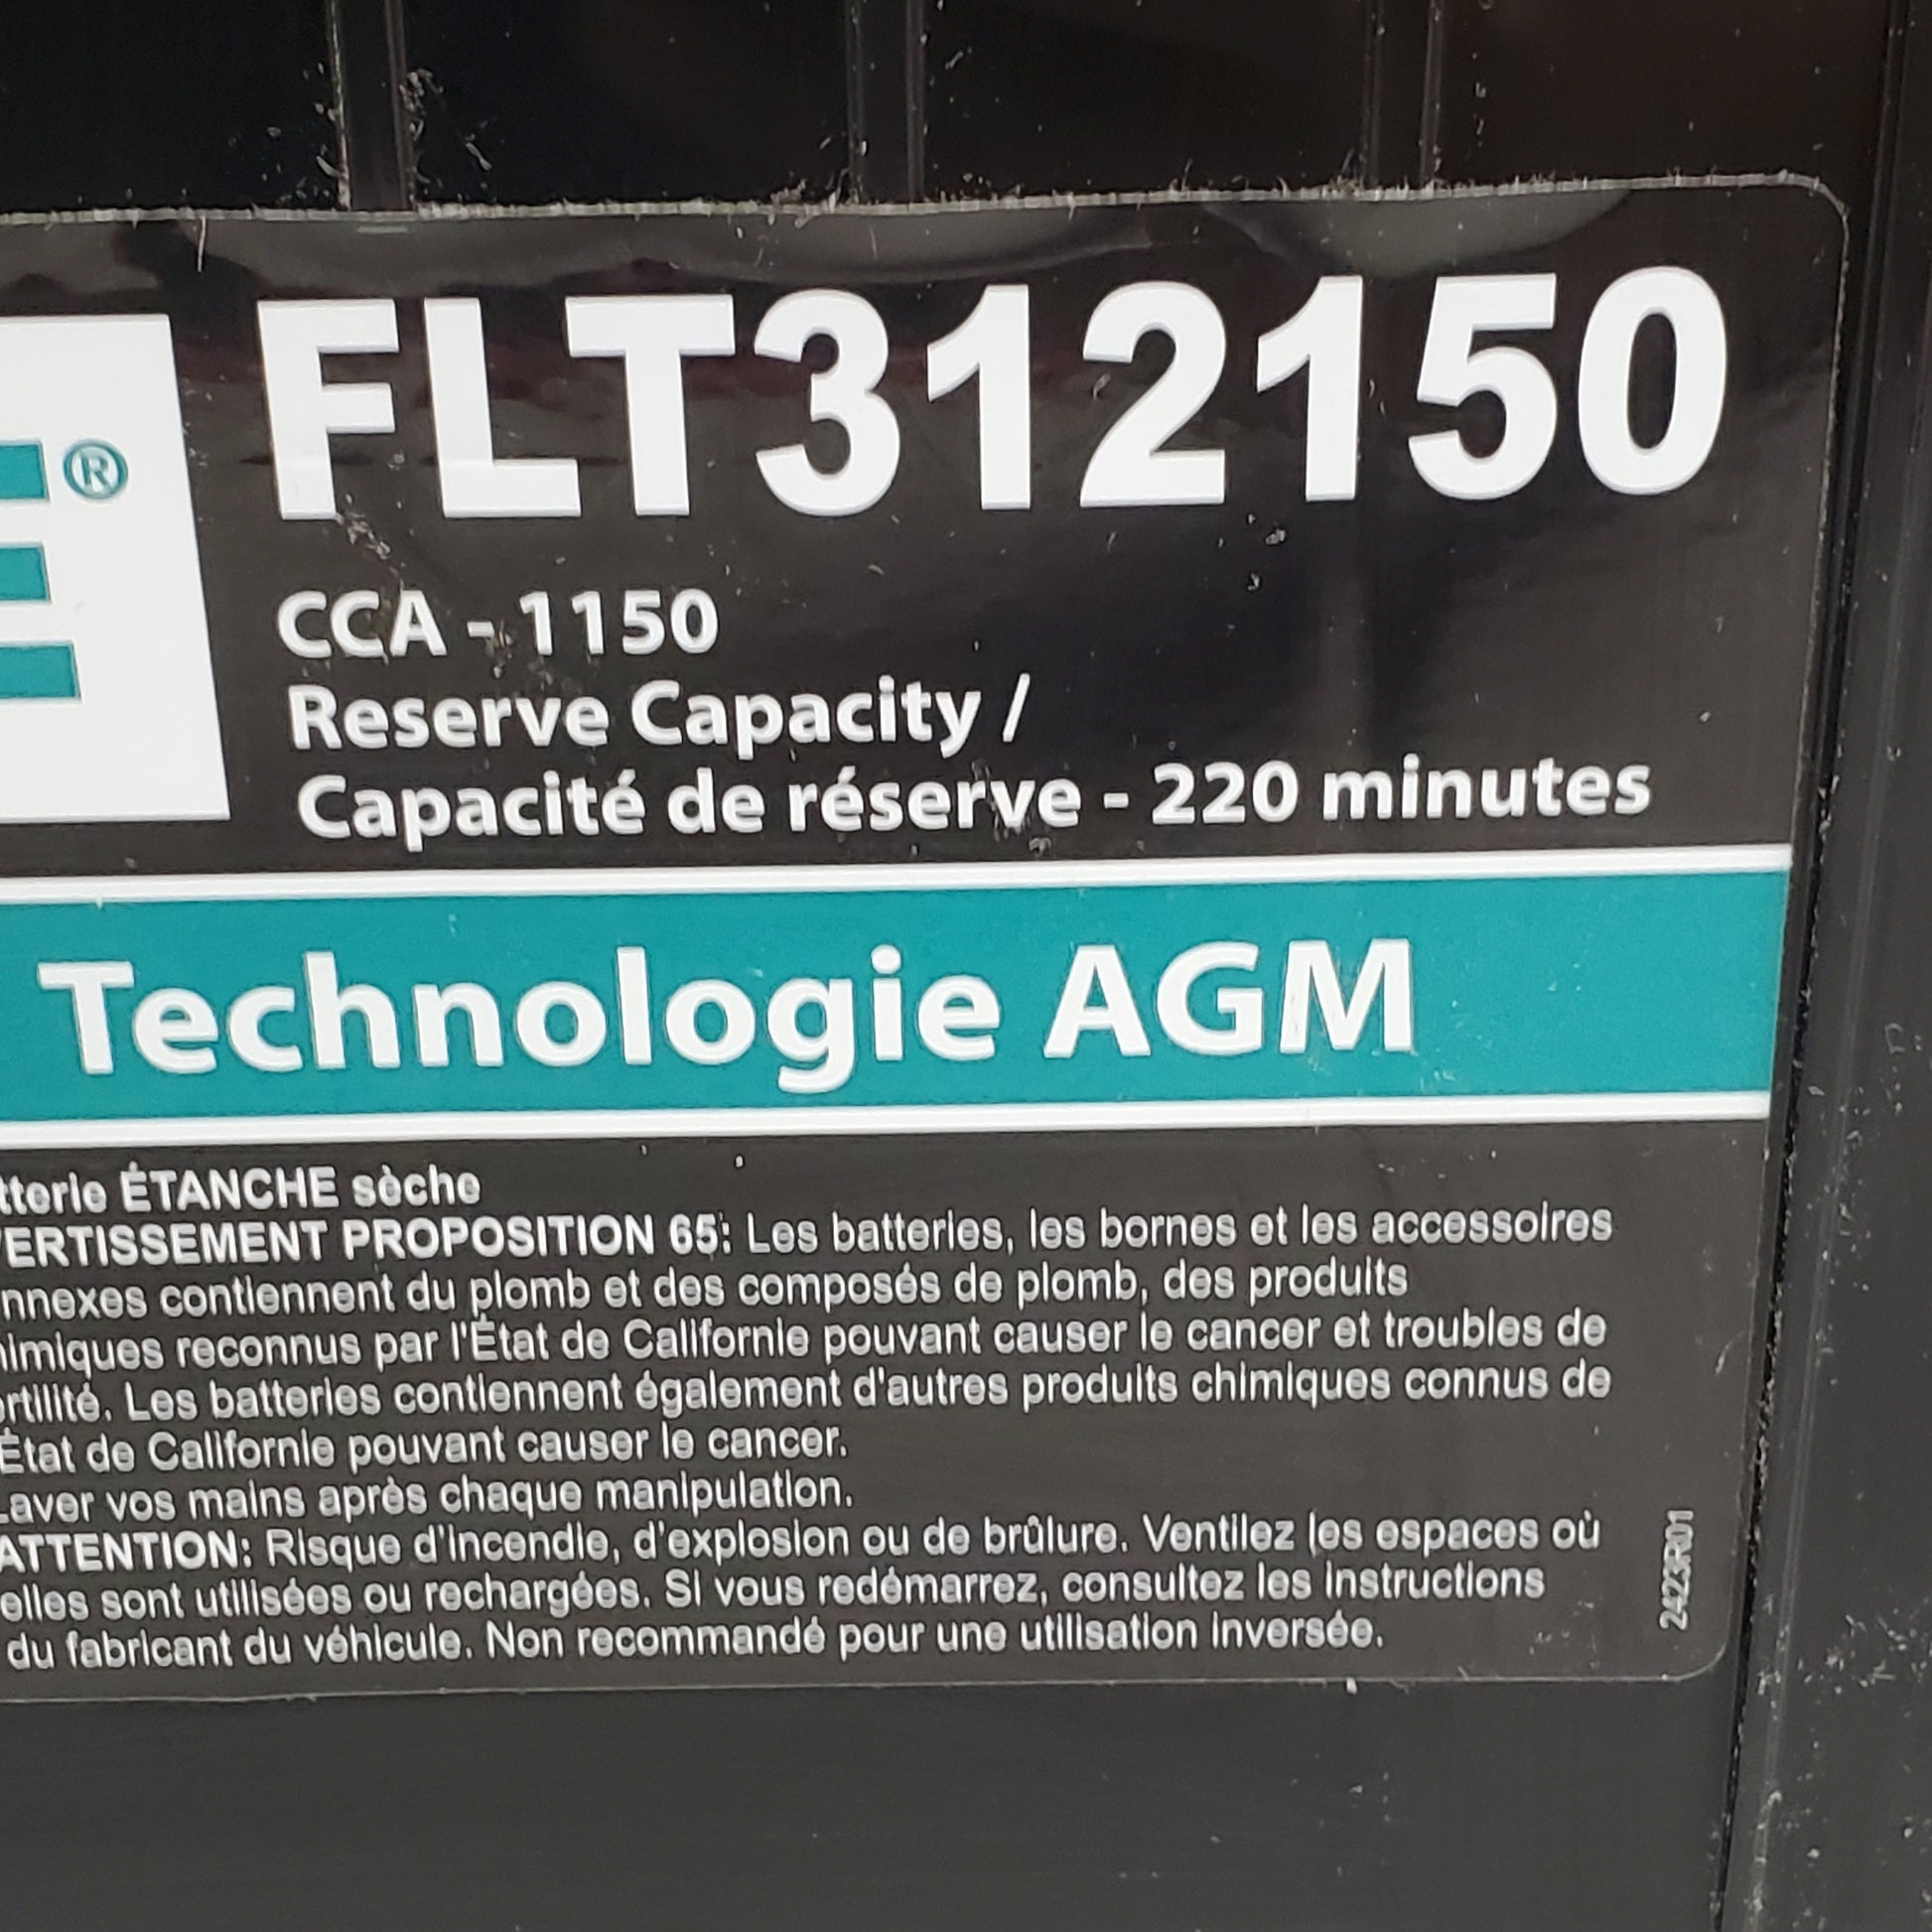 ®
FLT312150
CCA - 1150
Reserve Capacity /
Capacité de réserve - 220 minutes
Technologie AGM
tterie ÉTANCHE sèche
VERTISSEMENT PROPOSITION 65: Les batteries, les bornes et les accessoires
nnexes contiennent du plomb et des composés de plomb, des produits
himiques reconnus par l'État de Californie pouvant causer le cancer et troubles de
ertilité. Les batteries contiennent également d'autres produits chimiques connus de
État de Californie pouvant causer le cancer.
Laver vos mains après chaque manipulation.
ATTENTION: Risque d'incendie, d'explosion ou de brûlure. Ventilez les espaces où
elles sont utilisées ou rechargées. Si vous redémarrez, consultez les instructions
du fabricant du véhicule. Non recommandé pour une utilisation inversée.
2423R01